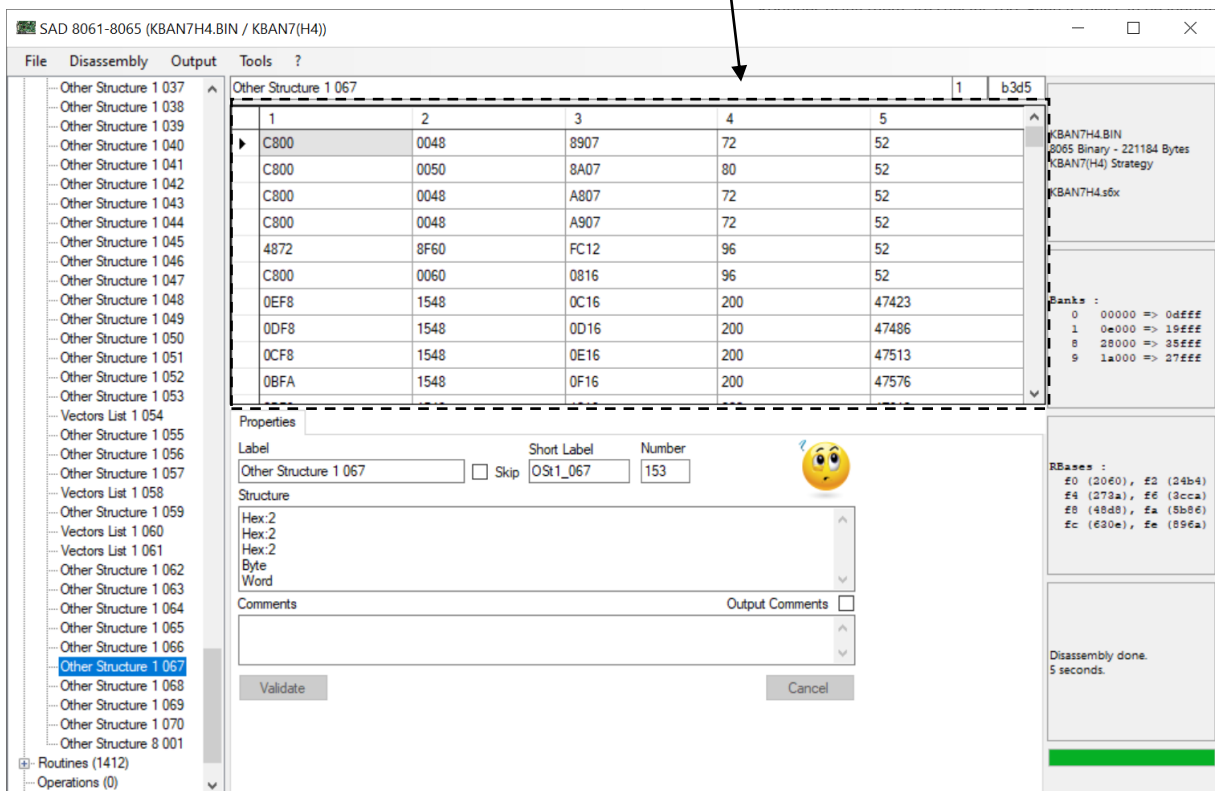 SAD 8061-8065 (KBAN7H4.BIN / KBAN7(H4))
File Disassembly Output Tools ?
Other Structure 1 037
Other Structure 1 038
Other Structure 1 039
Other Structure 1 040
Other Structure 1 041
Other Structure 1 042
Other Structure 1 043
Other Structure 1 044
Other Structure 1 045
Other Structure 1 046
Other Structure 1 047
Other Structure 1 048
Other Structure 1 049
Other Structure 1 050
Other Structure 1 051
Other Structure 1 052
Other Structure 1 053
Vectors List 1 054
Other Structure 1 055
Other Structure 1 056
Other Structure 1 057
Vectors List 1 058
Other Structure 1 059
Vectors List 1 060
Vectors List 1 061
Other Structure 1 062
Other Structure 1 063
Other Structure 1 064
Other Structure 1 065
Other Structure 1 066
Other Structure 1 067
Other Structure 1 068
Other Structure 1 069
Other Structure 1 070
Other Structure 8 001
Routines (1412)
Operations (0)
Other Structure 1 067 1 b3d5
1 2 3 4 5
C800 0048 8907 72 52
C800 0050 8A07 80 52
C800 0048 A807 72 52
C800 0048 A907 72 52
4872 8F60 FC12 96 52
C800 0060 0816 96 52
0EF8 1548 0C16 200 47423
0DF8 1548 0D16 200 47486
0CF8 1548 0E16 200 47513
0BFA 1548 0F16 200 47576
Properties
Label Short Label Number
Other Structure 1 067 Skip OSt1_067 153
Structure
Hex:2
Hex:2
Hex:2
Byte
Word
Comments Output Comments
Validate Cancel
KBAN7H4.BIN
8065 Binary - 221184 Bytes
KBAN7(H4) Strategy
KBAN7H4.s6x
Banks :
0 00000 => 0dfff
1 0e000 => 19fff
8 28000 => 35fff
9 1a000 => 27fff
RBases :
f0 (2060), f2 (24b4)
f4 (273a), f6 (3cca)
f8 (48d8), fa (5b86)
fc (630e), fe (896a)
Disassembly done.
5 seconds.